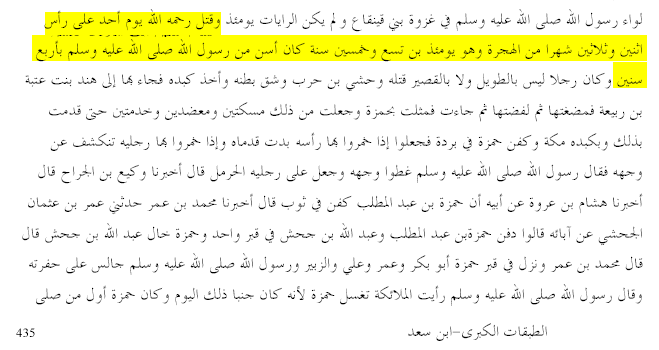 لواء رسول الله صلى الله عليه وسلم في غزوة بني قينقاع و لم يكن الرايات يومئذ وقتل رحمه الله يوم أحد على رأس
اثنين وثلاثين شهرا من الهجرة وهو يومئذ بن تسع وخمسين سنة كان أسن من رسول الله صلى الله عليه وسلم بأربع
سنين وكان رجلا ليس بالطويل ولا بالقصير قتله وحشي بن حرب وشق بطنه وأخذ كبده فجاء بها إلى هند بنت عتبة
بن ربيعة فمضغتها ثم لفضتها ثم جاءت فمثلت بحمزة وجعلت من ذلك مسكتين ومعضدين وخدمتين حتى قدمت
بذلك وبكبده مكة وكفن حمزة في بردة فجعلوا إذا خمروا بها رأسه بدت قدماه وإذا خمروا بها رجليه تنكشف عن
وجهه فقال رسول الله صلى الله عليه وسلم غطوا وجهه وجعل على رجليه الحرمل قال أخبرنا وكيع بن الجراح قال
أخبرنا هشام بن عروة عن أبيه أن حمزة بن عبد المطلب كفن في ثوب قال أخبرنا محمد بن عمر حدثني عمر بن عثمان
الجحشي عن آبائه قالوا دفن حمزةبن عبد المطلب وعبد الله بن جحش في قبر واحد وحمزة خال عبد الله بن جحش قال
قال محمد بن عمر ونزل في قبر حمزة أبو بكر وعمر وعلي والزبير ورسول الله صلى الله عليه وسلم جالس على حفرته
وقال رسول الله صلى الله عليه وسلم رأيت الملائكة تغسل حمزة لأنه كان جنبا ذلك اليوم وكان حمزة أول من صلى
الطبقات الكبرى-ابن سعد 435